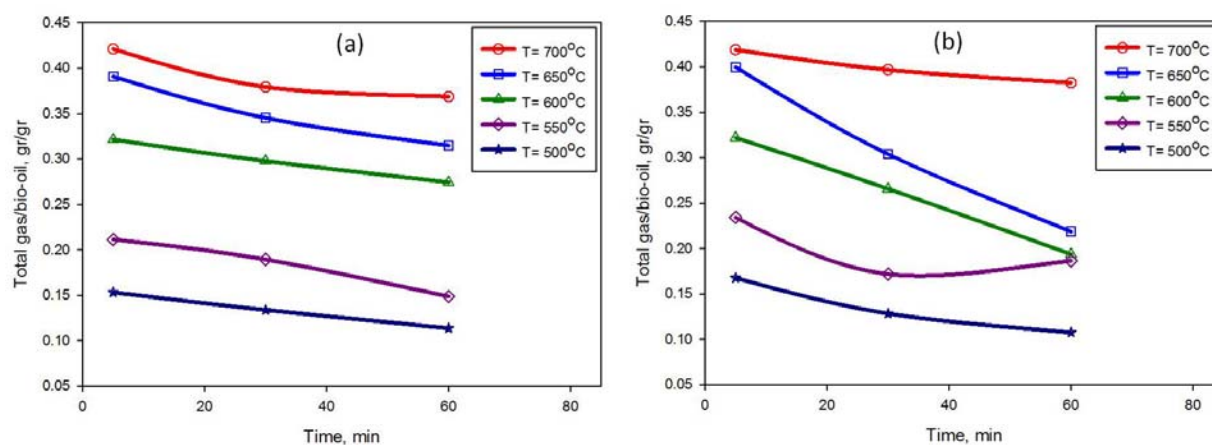 (a)
T= 700°C
T= 650°C
T= 600°C
T= 550°C
T= 500°C
Total gas/bio-oil, gr/gr
0.45
0.40
0.35
0.30
0.25
0.20
0.15
0.10
0.05
0 20 40 60 80
Time, min
(b)
T= 700°C
T= 650°C
T= 600°C
T= 550°C
T= 500°C
Total gas/bio-oil, gr/gr
0.45
0.40
0.35
0.30
0.25
0.20
0.15
0.10
0.05
0 20 40 60 80
Time, min